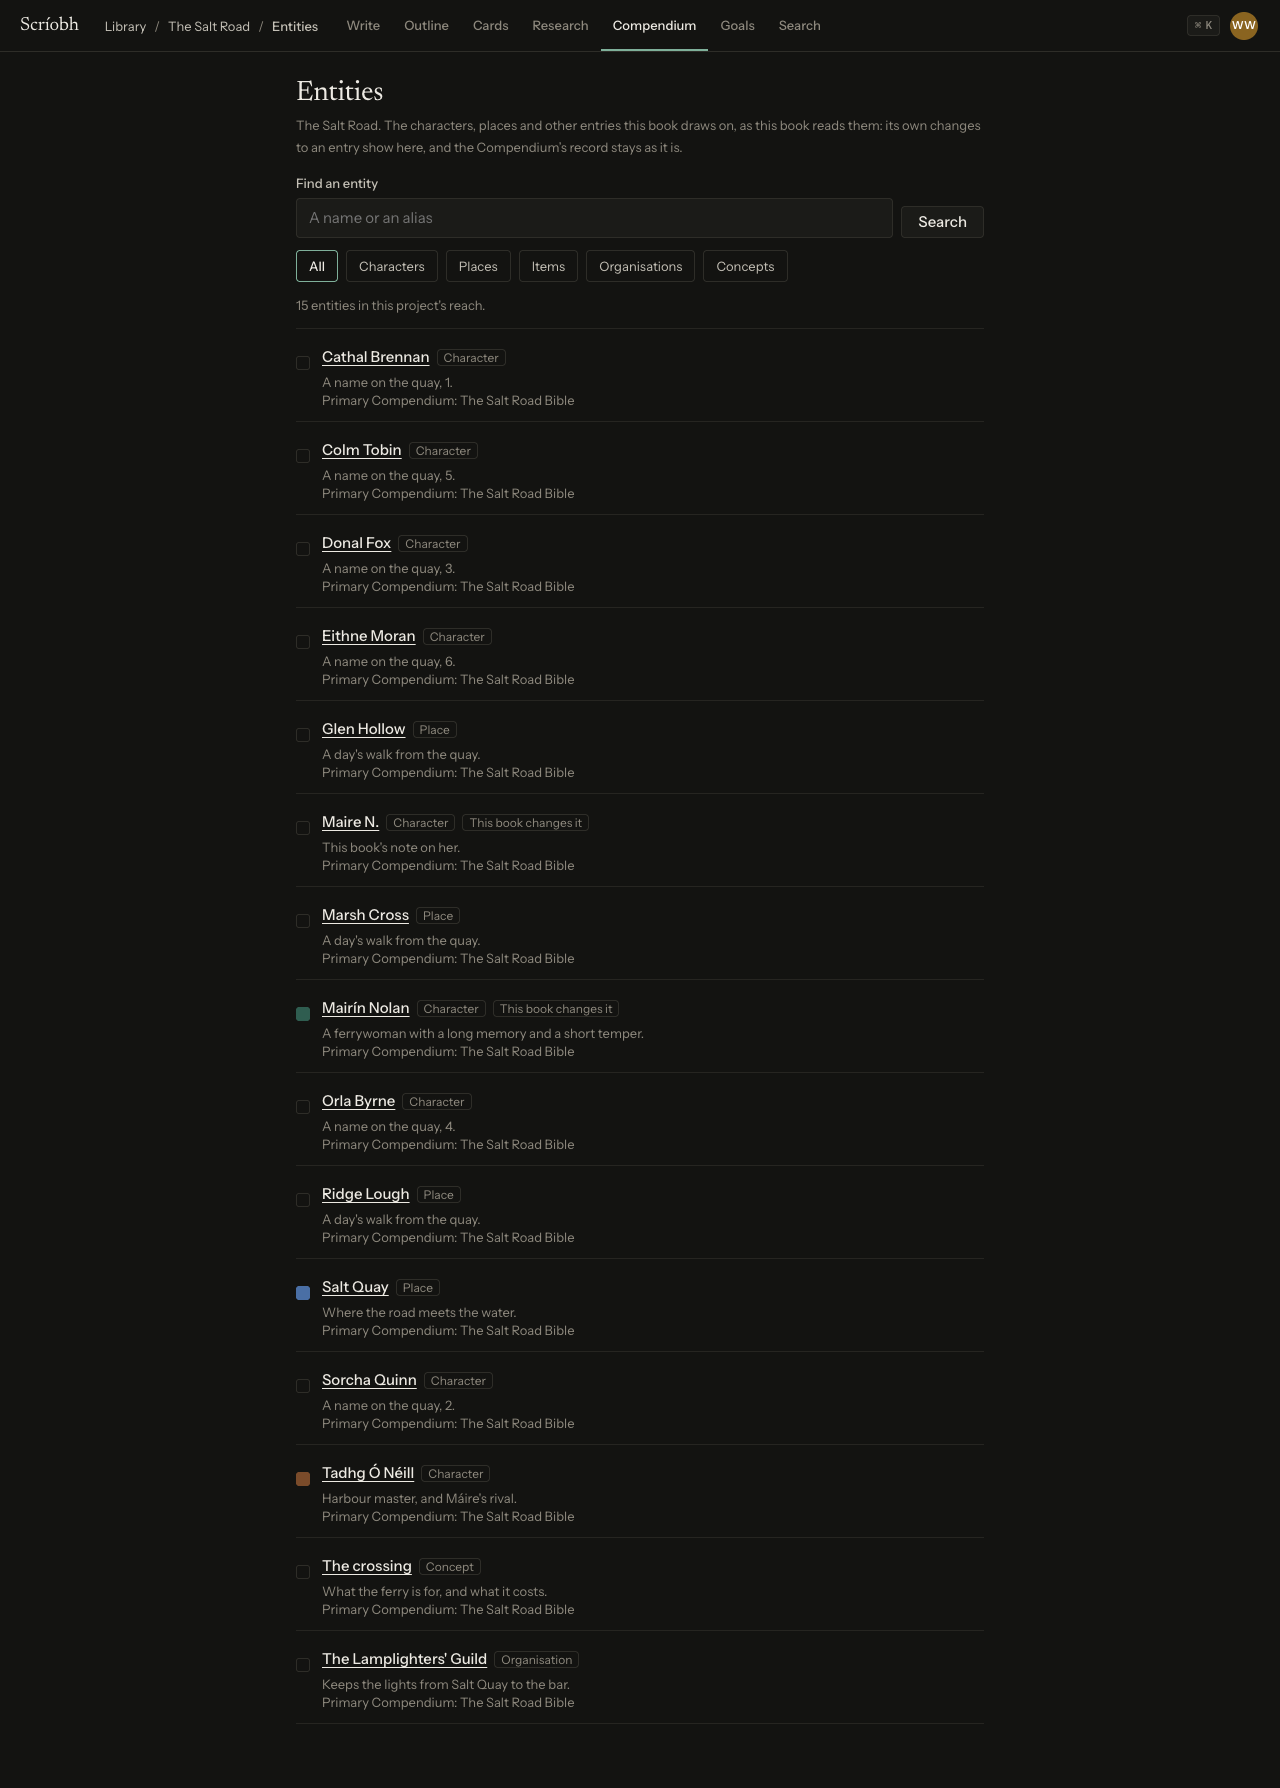 Scríobh
Library / The Salt Road / Entities
Write
Outline
Cards
Research
Compendium
Goals
Search
⌘ K
WW
Entities
The Salt Road. The characters, places and other entries this book draws on, as this book reads them: its own changes
to an entry show here, and the Compendium's record stays as it is.
Find an entity
A name or an alias
Search
All
Characters
Places
Items
Organisations
Concepts
15 entities in this project's reach.
Cathal Brennan Character
A name on the quay, 1.
Primary Compendium: The Salt Road Bible
Colm Tobin Character
A name on the quay, 5.
Primary Compendium: The Salt Road Bible
Donal Fox Character
A name on the quay, 3.
Primary Compendium: The Salt Road Bible
Eithne Moran Character
A name on the quay, 6.
Primary Compendium: The Salt Road Bible
Glen Hollow Place
A day's walk from the quay.
Primary Compendium: The Salt Road Bible
Maire N. Character This book changes it
This book's note on her.
Primary Compendium: The Salt Road Bible
Marsh Cross Place
A day's walk from the quay.
Primary Compendium: The Salt Road Bible
Mairín Nolan Character This book changes it
A ferrywoman with a long memory and a short temper.
Primary Compendium: The Salt Road Bible
Orla Byrne Character
A name on the quay, 4.
Primary Compendium: The Salt Road Bible
Ridge Lough Place
A day's walk from the quay.
Primary Compendium: The Salt Road Bible
Salt Quay Place
Where the road meets the water.
Primary Compendium: The Salt Road Bible
Sorcha Quinn Character
A name on the quay, 2.
Primary Compendium: The Salt Road Bible
Tadhg Ó Néill Character
Harbour master, and Máire's rival.
Primary Compendium: The Salt Road Bible
The crossing Concept
What the ferry is for, and what it costs.
Primary Compendium: The Salt Road Bible
The Lamplighters' Guild Organisation
Keeps the lights from Salt Quay to the bar.
Primary Compendium: The Salt Road Bible